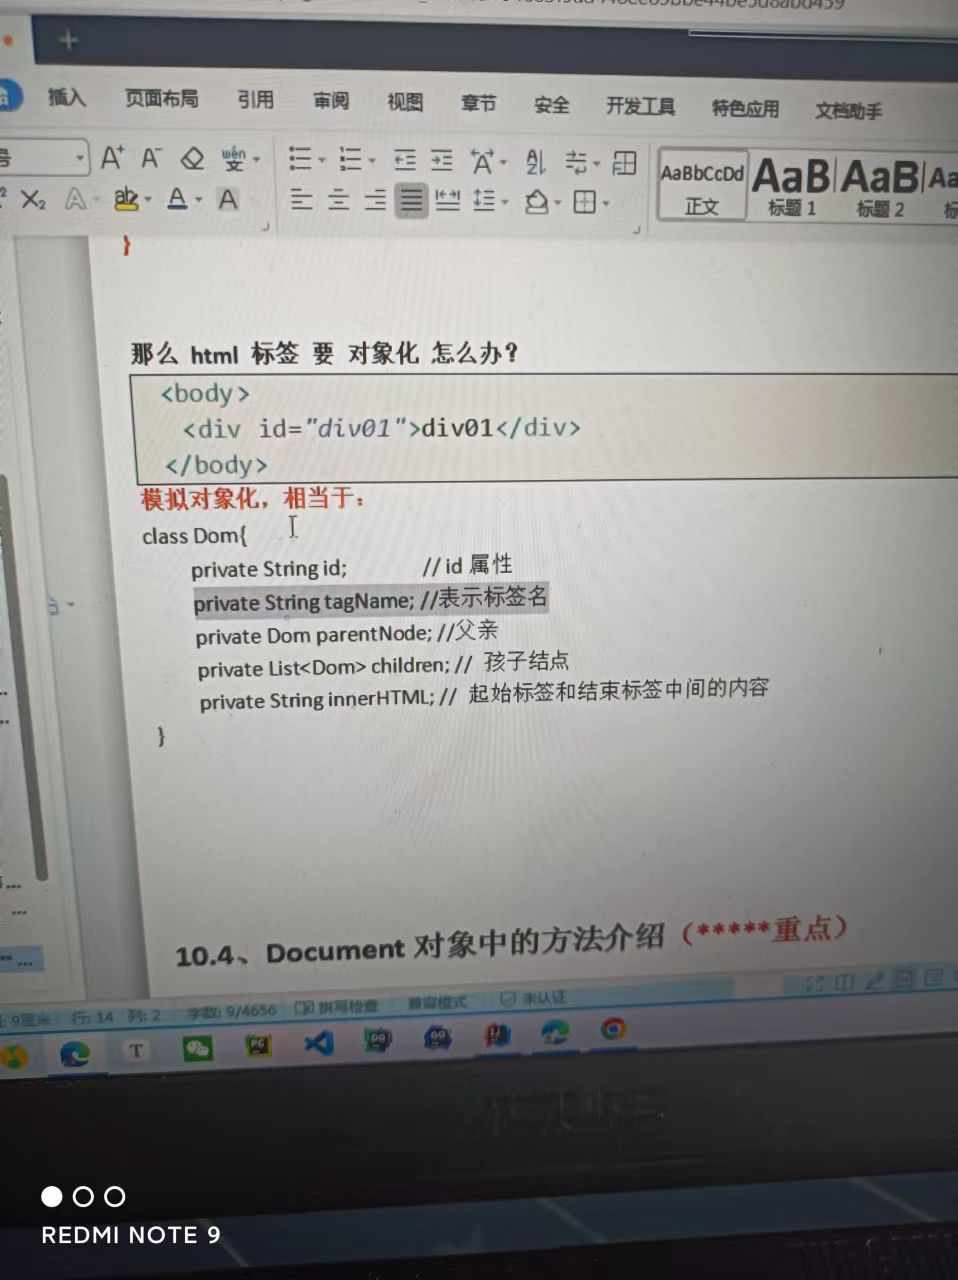 插入 页面布局 引用 审阅 视图 章节 安全 开发工具 特色应用 文档助手
AaBbCcDd AaB AaB Aa
正文 标题 1 标题 2
}
那么 html 标签 要 对象化 怎么办？
<body>
<div id="div01">div01</div>
</body>
模拟对象化，相当于：
class Dom{
private String id; // id 属性
private String tagName; //表示标签名
private Dom parentNode; //父亲
private List<Dom> children; // 孩子结点
private String innerHTML; // 起始标签和结束标签中间的内容
}
10.4、Document 对象中的方法介绍（*****重点）
9厘米 行: 14 列: 2 字数: 9/4656 拼写检查 兼容模式 未认证
REDMI NOTE 9